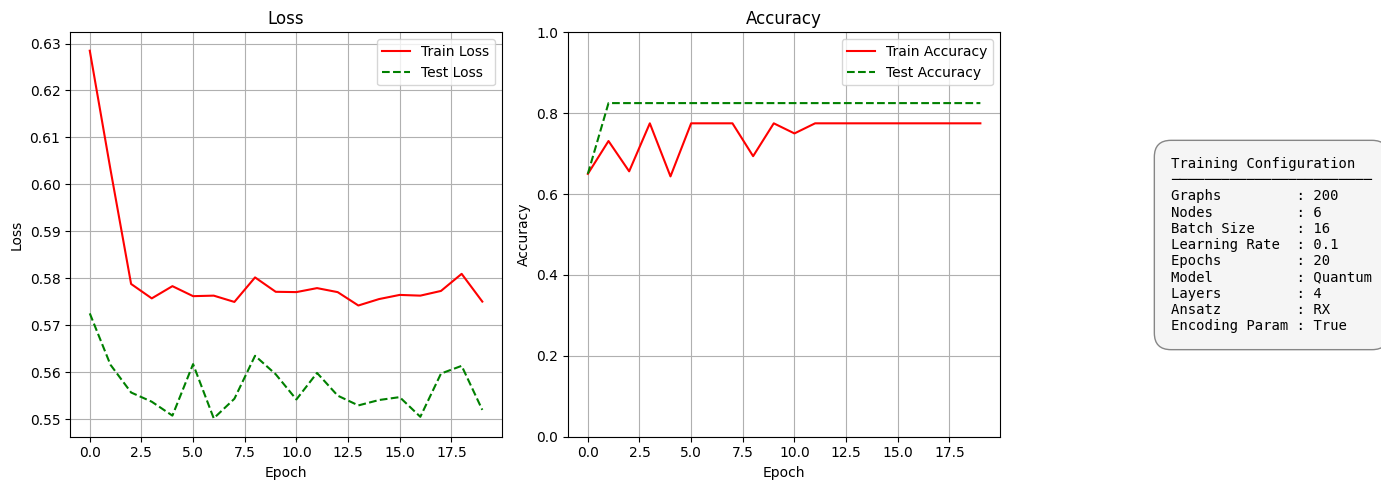 Loss
0.63
0.62
0.61
0.60
0.59
0.58
0.57
0.56
0.55
Loss
0.0 2.5 5.0 7.5 10.0 12.5 15.0 17.5
Epoch
Train Loss
Test Loss
Accuracy
1.0
0.8
0.6
0.4
0.2
0.0
Accuracy
0.0 2.5 5.0 7.5 10.0 12.5 15.0 17.5
Epoch
Train Accuracy
Test Accuracy
Training Configuration
Graphs : 200
Nodes : 6
Batch Size : 16
Learning Rate : 0.1
Epochs : 20
Model : Quantum
Layers : 4
Ansatz : RX
Encoding Param : True